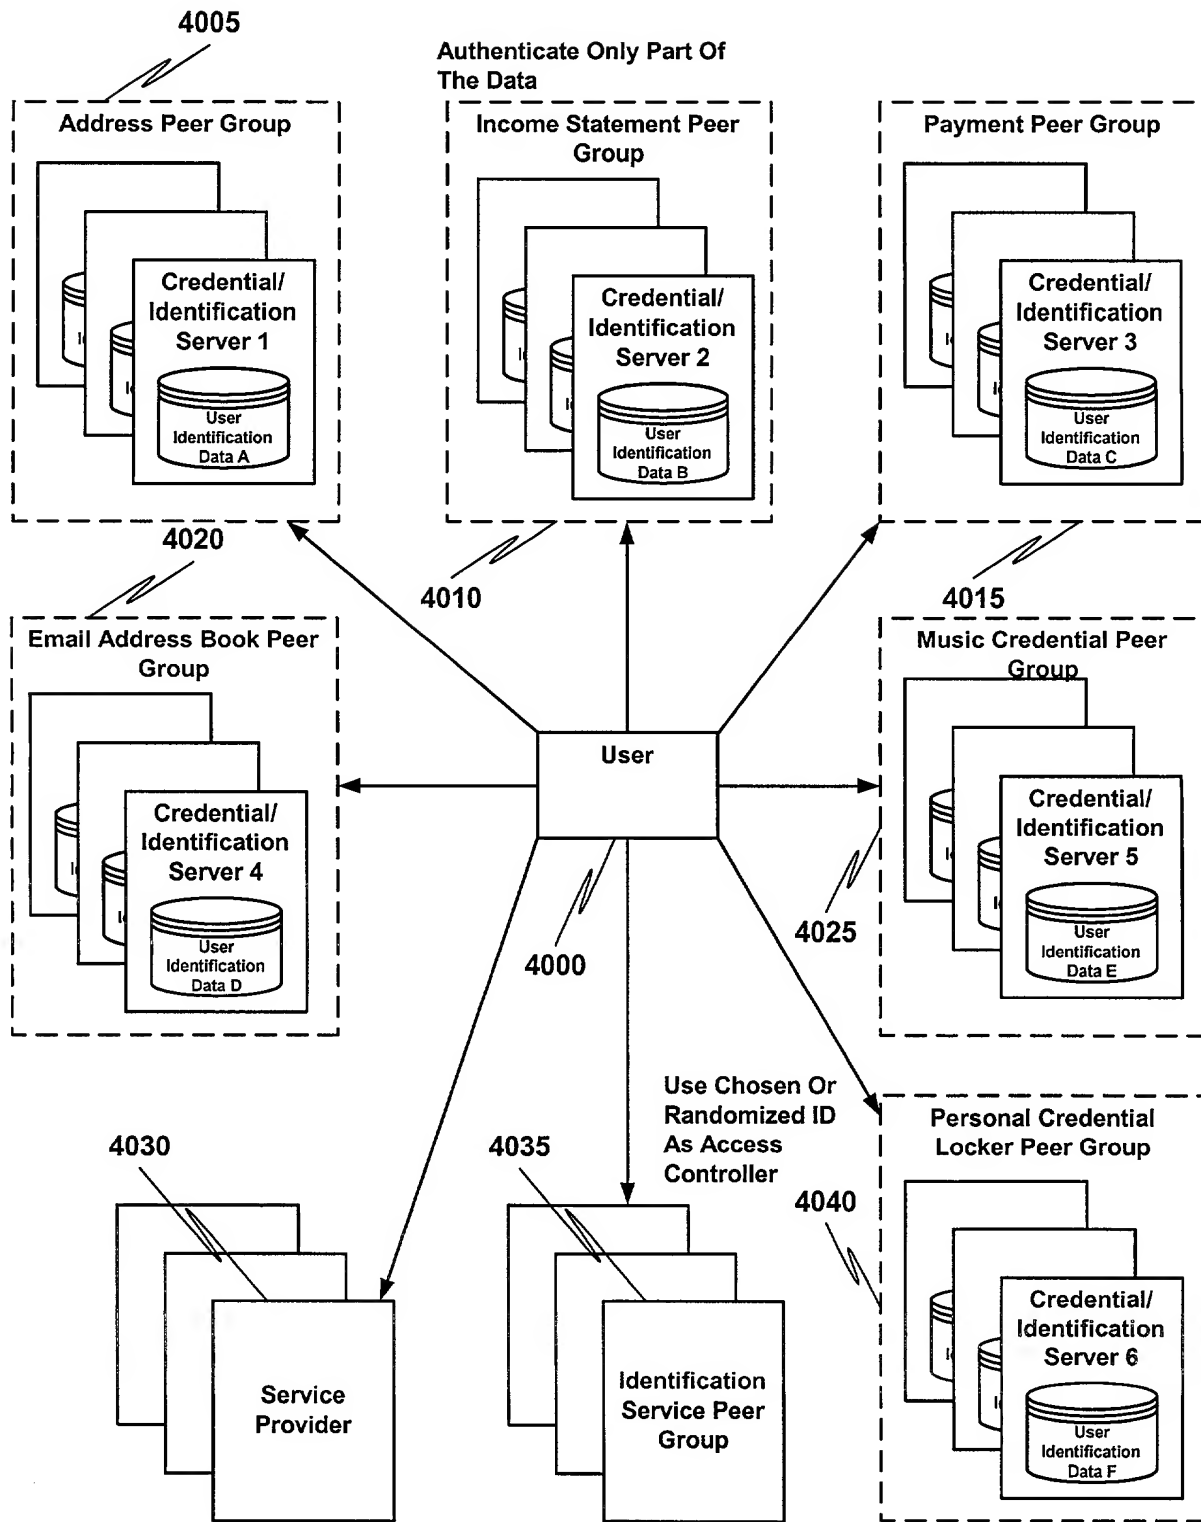 4005
Authenticate Only Part Of
The Data
Address Peer Group
Credential/
Identification
Server 1
User
Identification
Data A
Income Statement Peer
Group
Credential/
Identification
Server 2
User
Identification
Data B
Payment Peer Group
Credential/
Identification
Server 3
User
Identification
Data C
4020
4010
4015
Email Address Book Peer
Group
Credential/
Identification
Server 4
User
Identification
Data D
User
4000
Music Credential Peer
Group
Credential/
Identification
Server 5
User
Identification
Data E
4025
Use Chosen Or
Randomized ID
As Access
Controller
4030
Service
Provider
4035
Identification
Service Peer
Group
4040
Personal Credential
Locker Peer Group
Credential/
Identification
Server 6
User
Identification
Data F